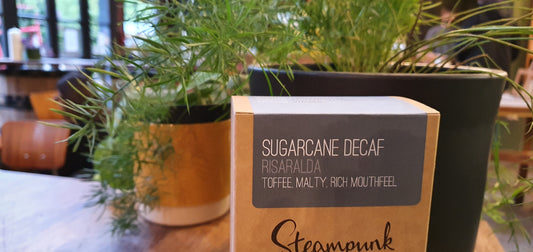 SUGARCANE DECAF
RISARALDA
TOFFEE, MALTY, RICH MOUTHFEEL
Steampunk